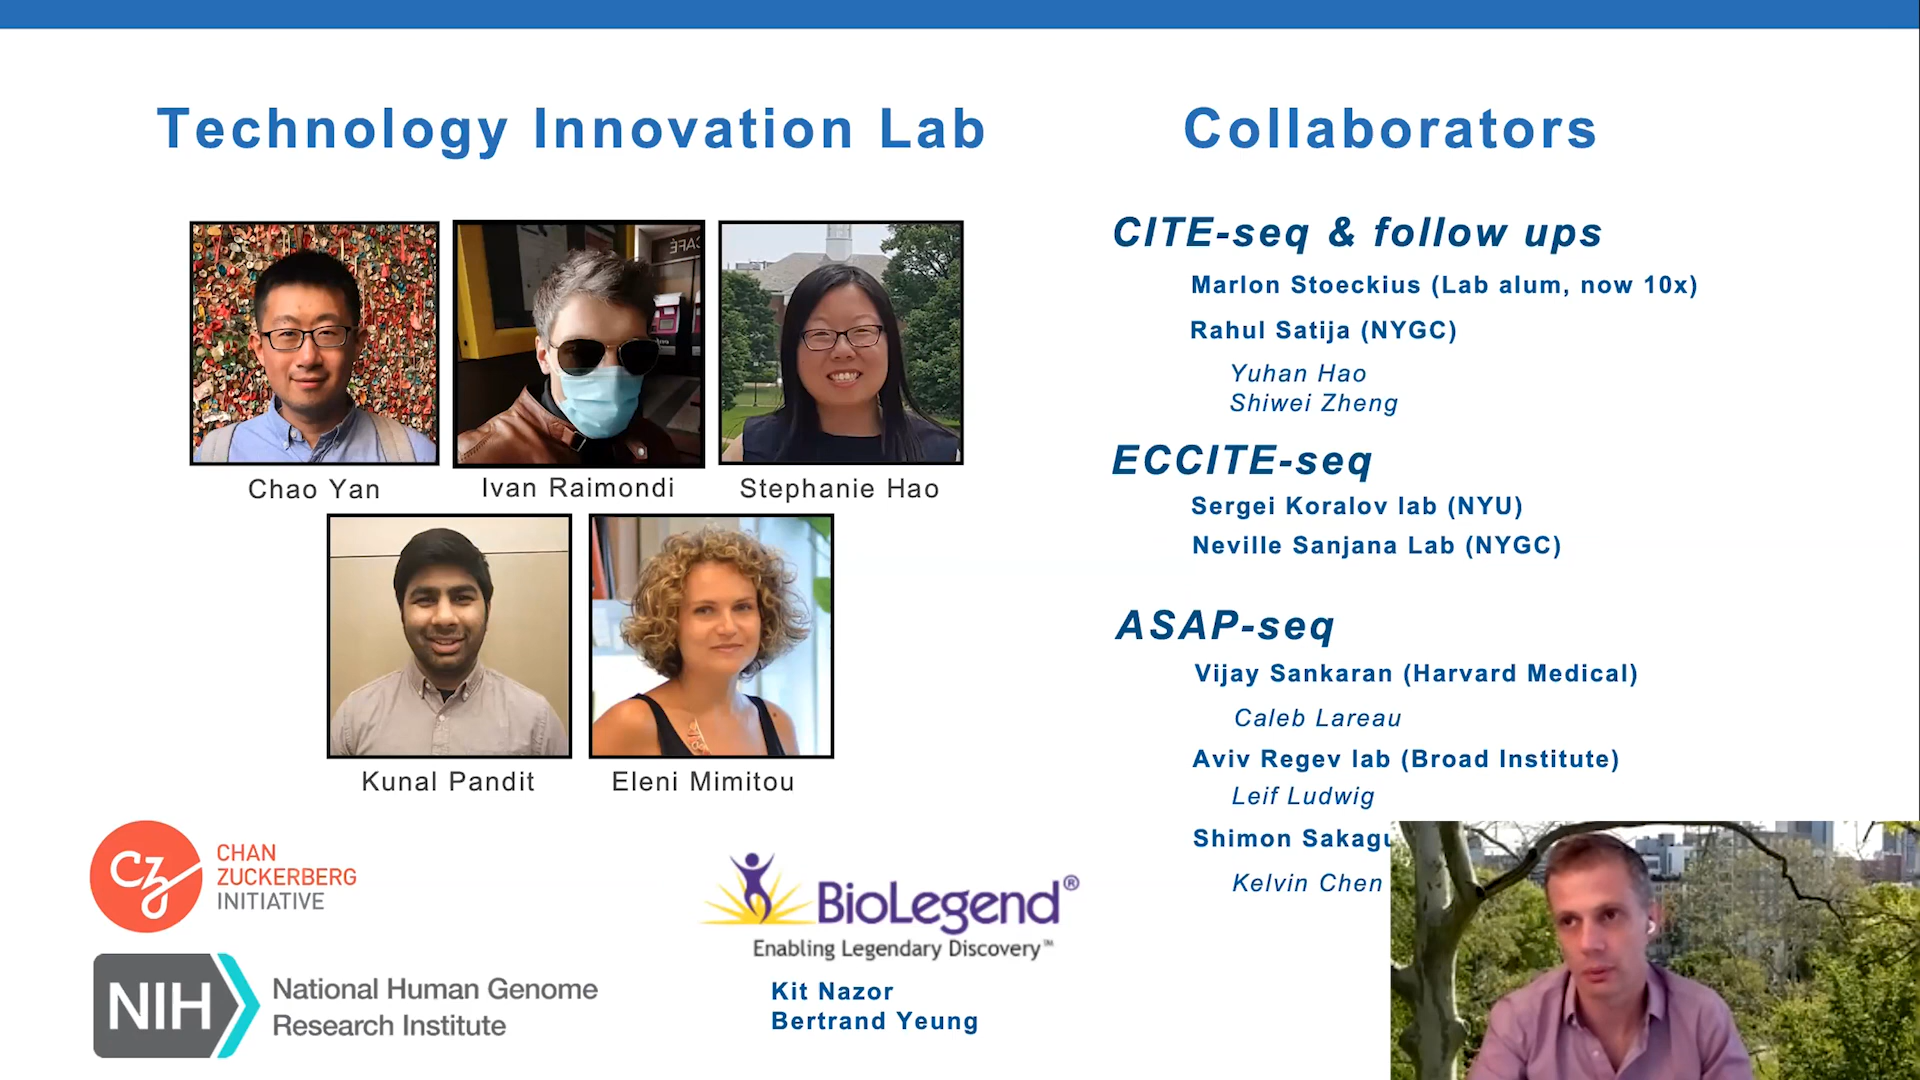 Technology Innovation Lab
Chao Yan
Ivan Raimondi
Stephanie Hao
Kunal Pandit
Eleni Mimitou
CZ
CHAN
ZUCKERBERG
INITIATIVE
NIH
National Human Genome
Research Institute
BioLegend®
Enabling Legendary Discovery™
Kit Nazor
Bertrand Yeung
Collaborators
CITE-seq & follow ups
Marlon Stoeckius (Lab alum, now 10x)
Rahul Satija (NYGC)
Yuhan Hao
Shiwei Zheng
ECCITE-seq
Sergei Koralov lab (NYU)
Neville Sanjana Lab (NYGC)
ASAP-seq
Vijay Sankaran (Harvard Medical)
Caleb Lareau
Aviv Regev lab (Broad Institute)
Leif Ludwig
Shimon
Kelvin Chen